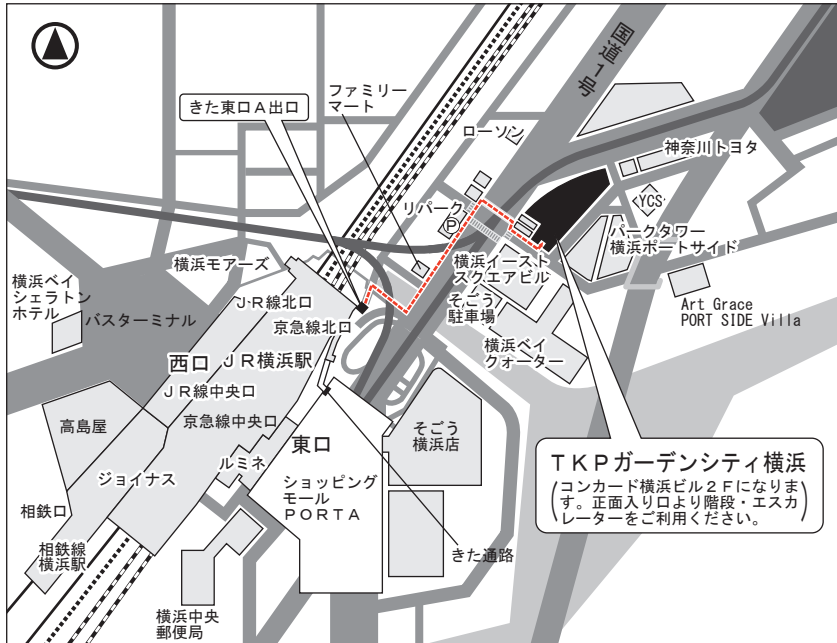 国道1号
ファミリー
マート
きた東口A出口
ローソン
神奈川トヨタ
リパーク
P
YCS
パークタワー
横浜ポートサイド
横浜モアーズ
横浜イースト
スクエアビル
横浜ベイ
シェラトン
ホテル
バスターミナル
JR線北口
京急線北口
そごう
駐車場
Art Grace
PORT SIDE Villa
横浜ベイ
クォーター
西口
JR横浜駅
JR線中央口
京急線中央口
高島屋
東口
そごう
横浜店
ルミネ
ジョイナス
ショッピング
モール
PORTA
TKPガーデンシティ横浜
(コンカード横浜ビル2Fになりま
す。正面入り口より階段・エスカ
レーターをご利用ください。)
相鉄口
相鉄線
横浜駅
きた通路
横浜中央
郵便局